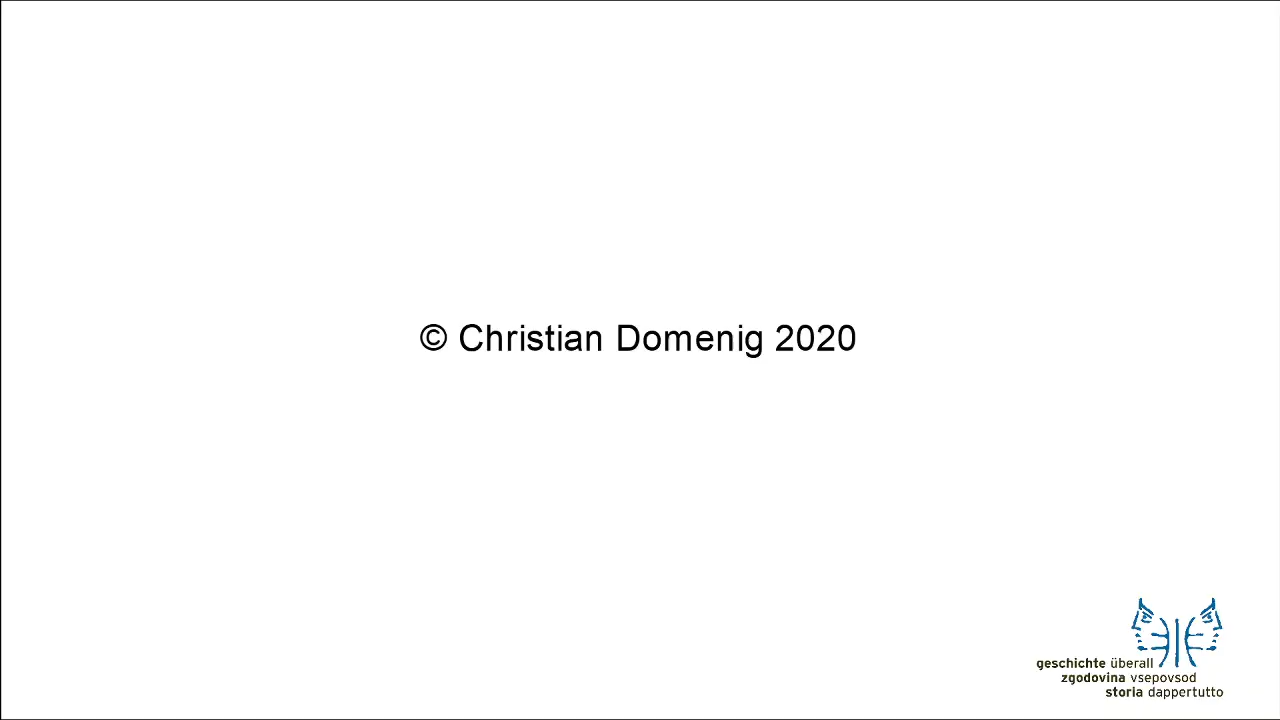 © Christian Domenig 2020
geschichte überall
zgodovina vsepovsod
storia dappertutto